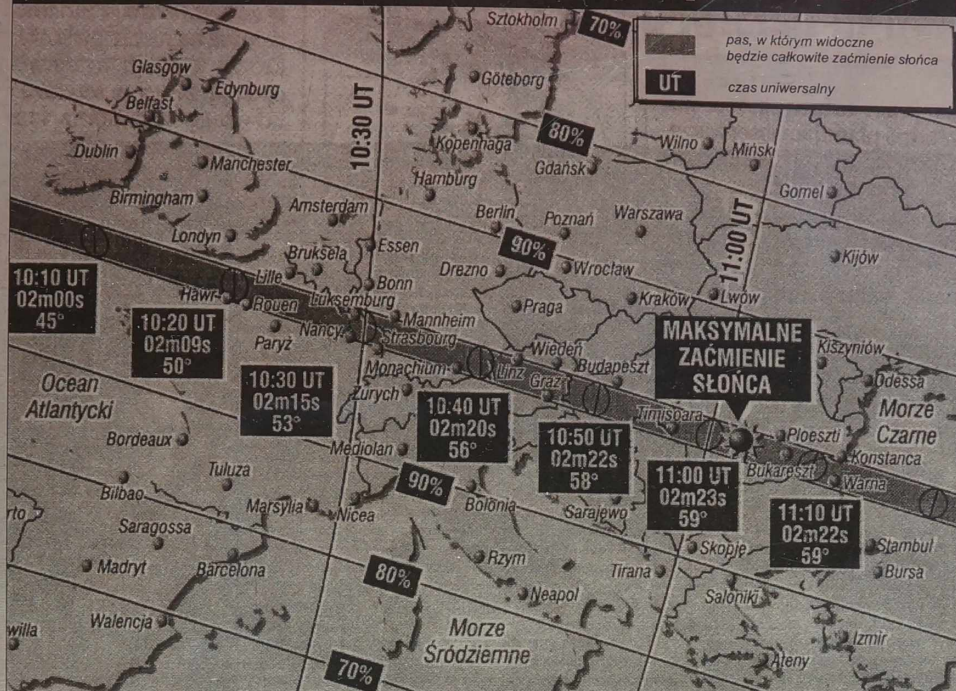 Sztokholm
70%
pas, w którym widoczne
będzie całkowite zaćmienie słońca
UT
czas uniwersalny
Glasgow
Edynburg
Belfast
Göteborg
10:30 UT
80%
Kopenhaga
Dublin
Manchester
Gdańsk
Wilno
Mińsk
Hamburg
Birmingham
Gomel
Amsterdam
Berlin
Poznań
Warszawa
11:00 UT
Londyn
Essen
90%
Bruksela
Kijów
Lille
Bonn
Drezno
Wrocław
10:10 UT
02m00s
45°
Hawr
Rouen
Luksemburg
Praga
Kraków
Lwów
10:20 UT
02m09s
50°
Paryż
Nancy
Mannheim
Strasbourg
MAKSYMALNE
ZAĆMIENIE
SŁOŃCA
Kiszyniów
Wiedeń
Monachium
Linz
Budapeszt
Graz
Odessa
Ocean
Atlantycki
10:30 UT
02m15s
53°
Zurych
10:40 UT
02m20s
56°
Timişoara
Morze
Czarne
Bordeaux
Mediolan
10:50 UT
02m22s
58°
Ploeszti
Bukareszt
Konstanca
11:00 UT
02m23s
59°
Warna
Tuluza
90%
Bilbao
Marsylia
Nicea
Bolonia
Sarajewo
11:10 UT
02m22s
59°
rto
Saragossa
Skopje
Stambuł
Madryt
Barcelona
Rzym
Tirana
Bursa
80%
Neapol
Saloniki
willa
Walencja
Morze
Śródziemne
Izmir
Ateny
70%